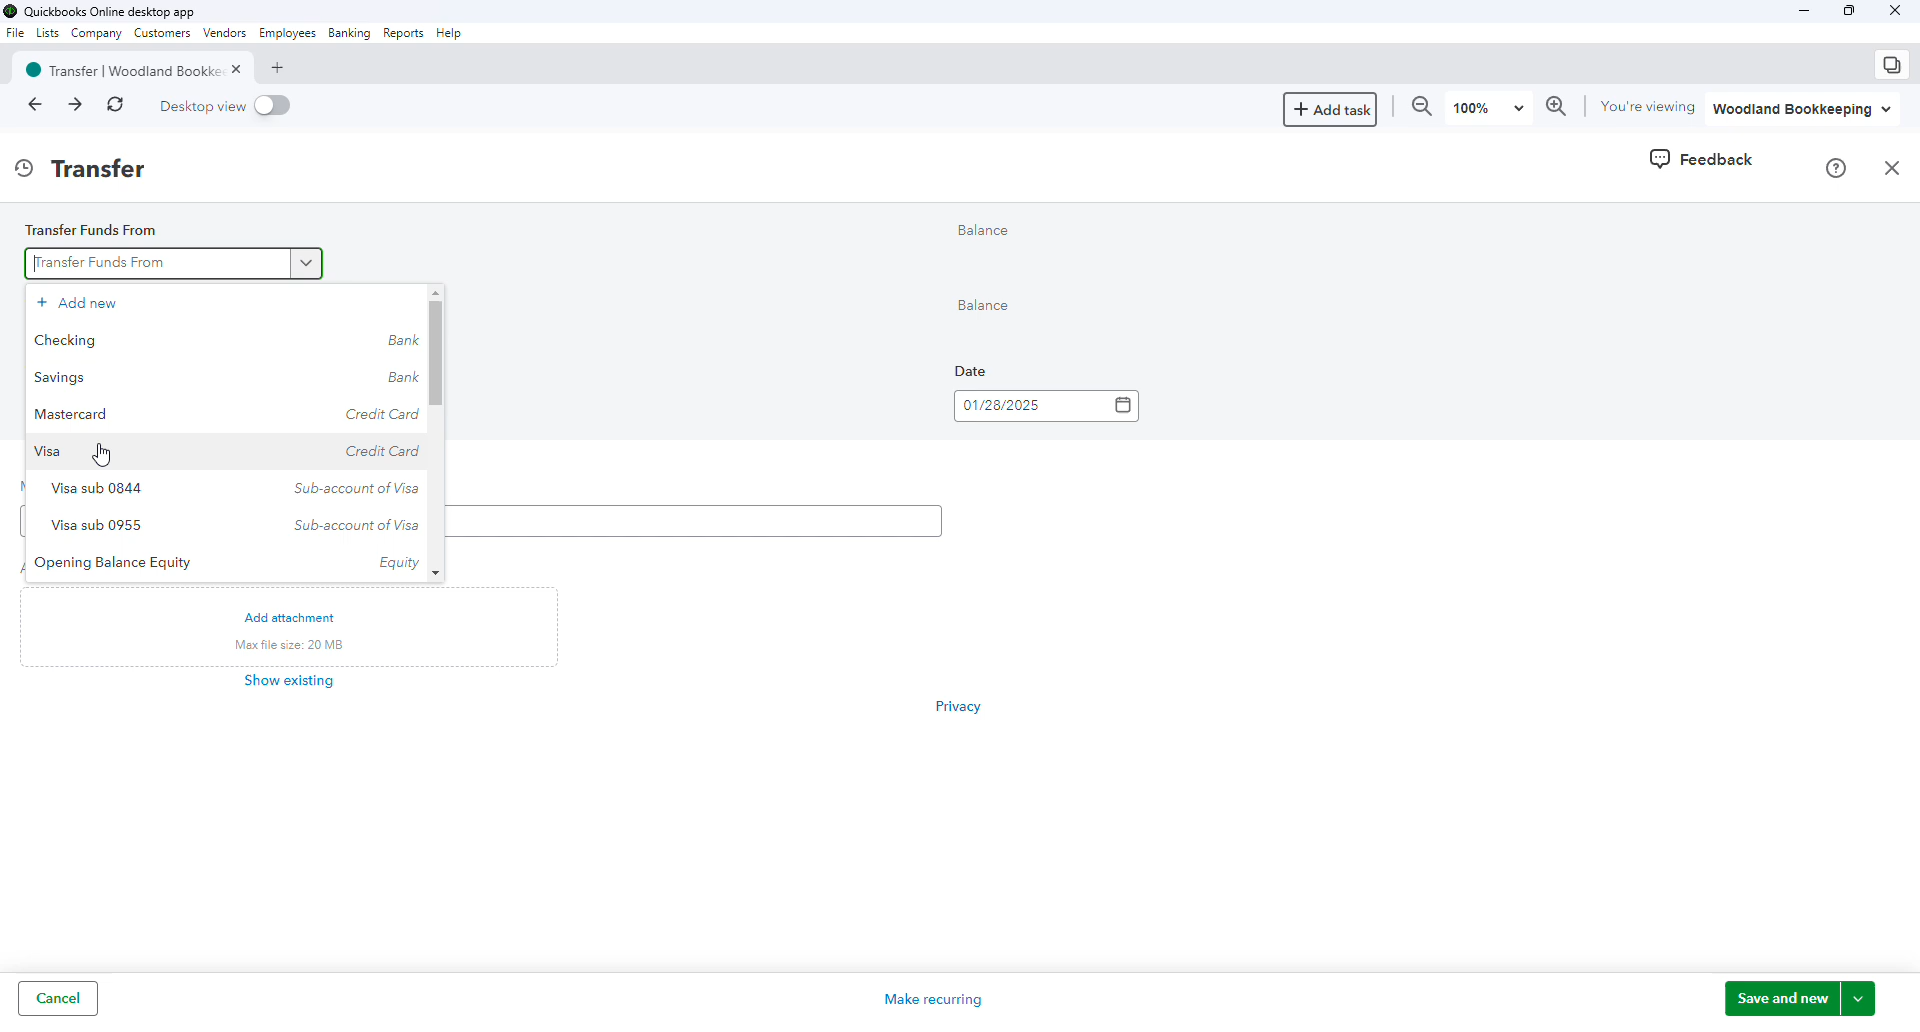 Quickbooks Online desktop app
File Lists Company Customers Vendors Employees Banking Reports Help
Transfer | Woodland Bookkee
Desktop view
+ Add task
100%
You're viewing Woodland Bookkeeping
Transfer
Feedback
Transfer Funds From
Balance
Transfer Funds From
+ Add new
Balance
Checking Bank
Savings Bank
Date
Mastercard Credit Card
01/28/2025
Visa Credit Card
Visa sub 0844 Sub-account of Visa
Visa sub 0955 Sub-account of Visa
Opening Balance Equity Equity
Add attachment
Max file size: 20 MB
Show existing
Privacy
Cancel
Make recurring
Save and new